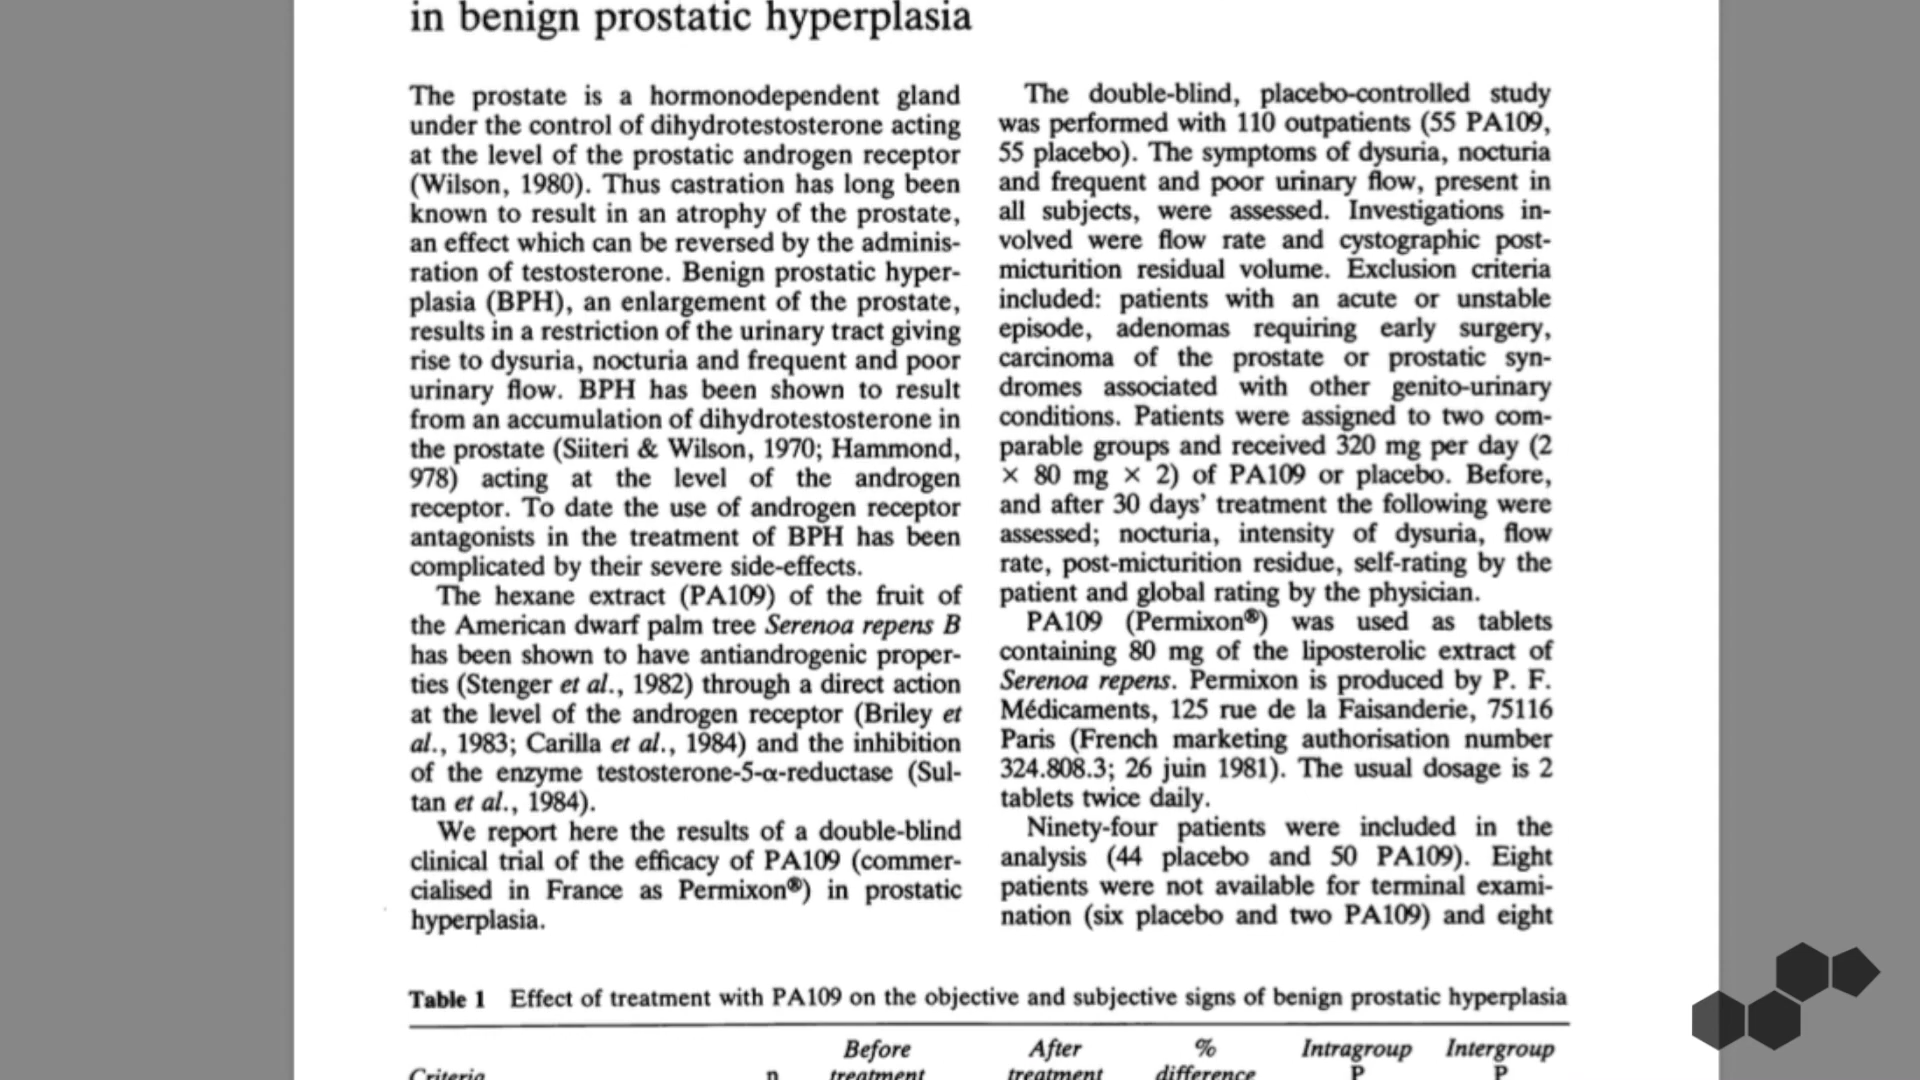 in benign prostatic hyperplasia
The prostate is a hormonodependent gland
under the control of dihydrotestosterone acting
at the level of the prostatic androgen receptor
(Wilson, 1980). Thus castration has long been
known to result in an atrophy of the prostate,
an effect which can be reversed by the adminis-
ration of testosterone. Benign prostatic hyper-
plasia (BPH), an enlargement of the prostate,
results in a restriction of the urinary tract giving
rise to dysuria, nocturia and frequent and poor
urinary flow. BPH has been shown to result
from an accumulation of dihydrotestosterone in
the prostate (Siiteri & Wilson, 1970; Hammond,
978) acting at the level of the androgen
receptor. To date the use of androgen receptor
antagonists in the treatment of BPH has been
complicated by their severe side-effects.
The hexane extract (PA109) of the fruit of
the American dwarf palm tree Serenoa repens B
has been shown to have antiandrogenic proper-
ties (Stenger et al., 1982) through a direct action
at the level of the androgen receptor (Briley et
al., 1983; Carilla et al., 1984) and the inhibition
of the enzyme testosterone-5-α-reductase (Sul-
tan et al., 1984).
We report here the results of a double-blind
clinical trial of the efficacy of PA109 (commer-
cialised in France as Permixon®) in prostatic
hyperplasia.
The double-blind, placebo-controlled study
was performed with 110 outpatients (55 PA109,
55 placebo). The symptoms of dysuria, nocturia
and frequent and poor urinary flow, present in
all subjects, were assessed. Investigations in-
volved were flow rate and cystographic post-
micturition residual volume. Exclusion criteria
included: patients with an acute or unstable
episode, adenomas requiring early surgery,
carcinoma of the prostate or prostatic syn-
dromes associated with other genito-urinary
conditions. Patients were assigned to two com-
parable groups and received 320 mg per day (2
× 80 mg × 2) of PA109 or placebo. Before,
and after 30 days' treatment the following were
assessed; nocturia, intensity of dysuria, flow
rate, post-micturition residue, self-rating by the
patient and global rating by the physician.
PA109 (Permixon®) was used as tablets
containing 80 mg of the liposterolic extract of
Serenoa repens. Permixon is produced by P. F.
Médicaments, 125 rue de la Faisanderie, 75116
Paris (French marketing authorisation number
324.808.3; 26 juin 1981). The usual dosage is 2
tablets twice daily.
Ninety-four patients were included in the
analysis (44 placebo and 50 PA109). Eight
patients were not available for terminal exami-
nation (six placebo and two PA109) and eight
Table 1 Effect of treatment with PA109 on the objective and subjective signs of benign prostatic hyperplasia
Before After % Intragroup Intergroup
Criteria n treatment treatment difference P P